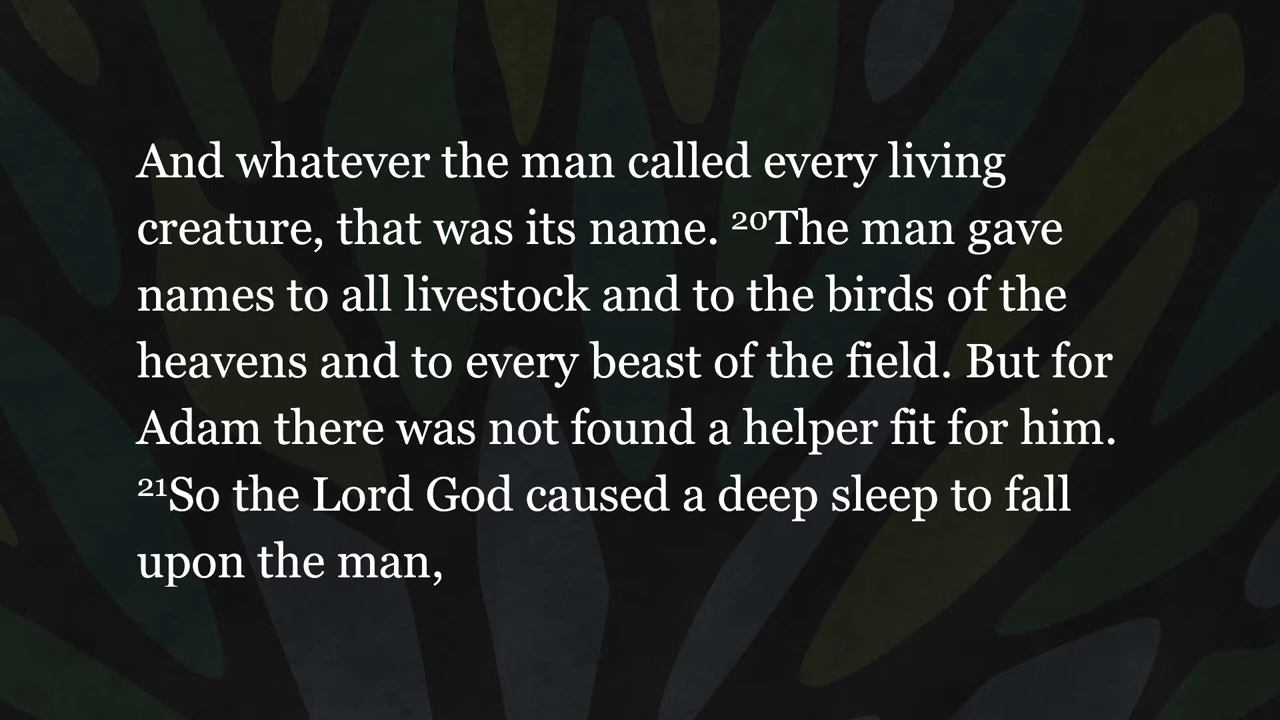 And whatever the man called every living
creature, that was its name. ²⁰The man gave
names to all livestock and to the birds of the
heavens and to every beast of the field. But for
Adam there was not found a helper fit for him.
²¹So the Lord God caused a deep sleep to fall
upon the man,